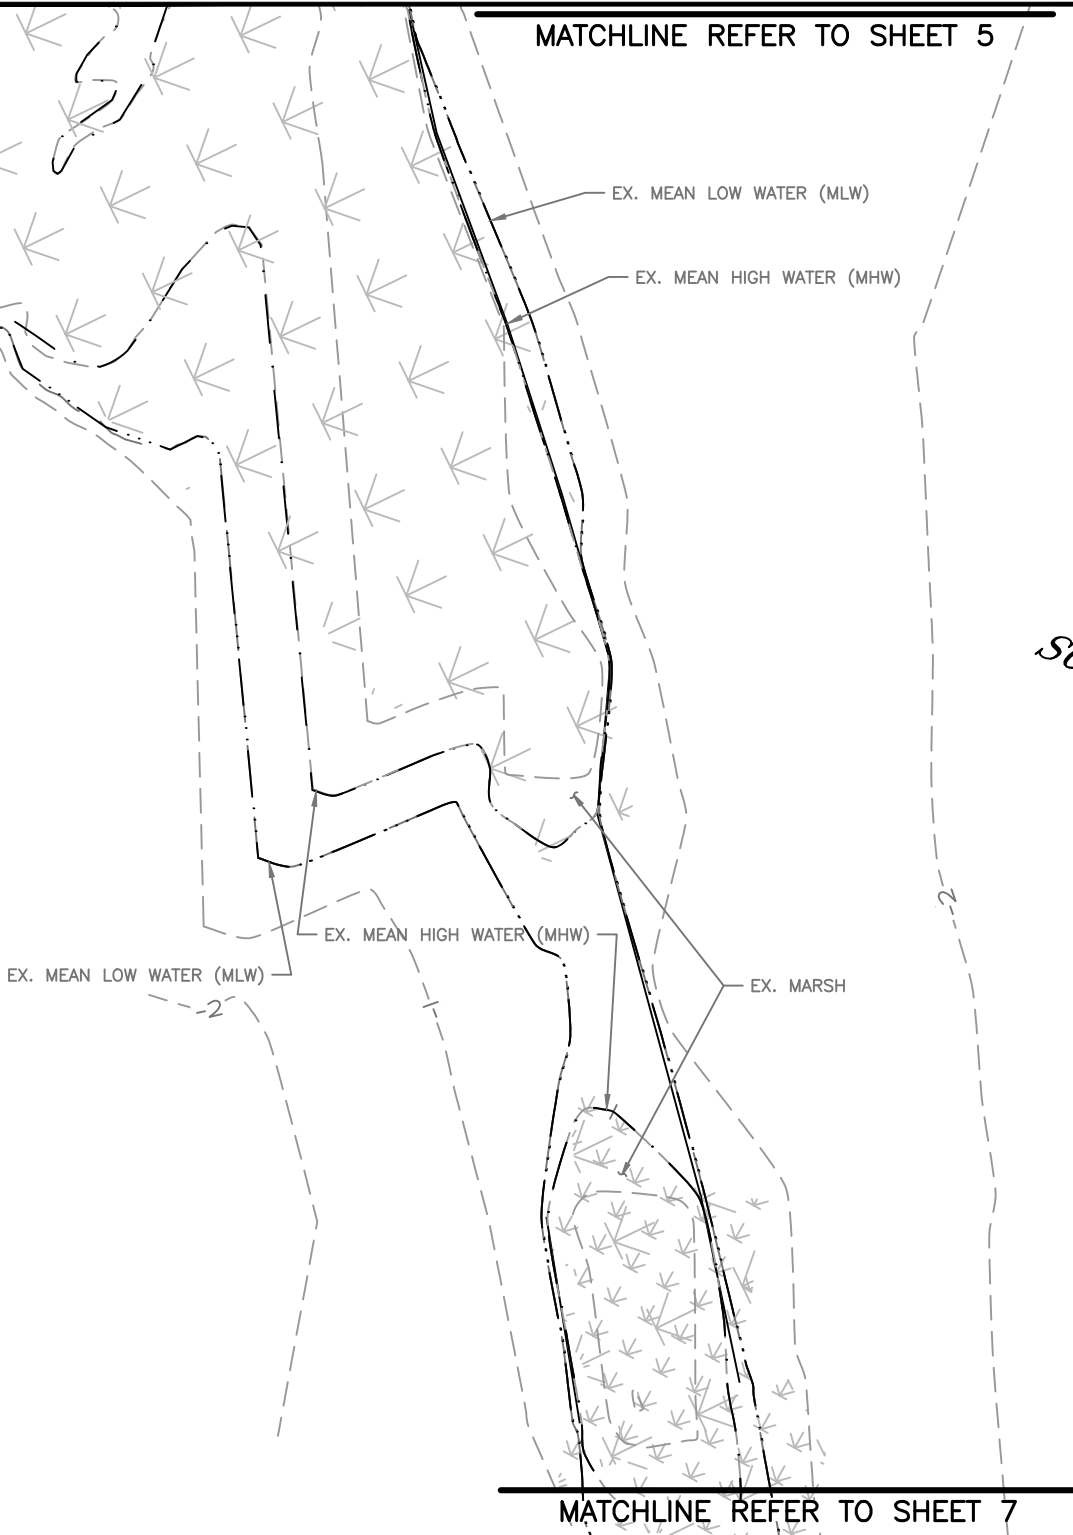 MATCHLINE REFER TO SHEET 5
EX. MEAN LOW WATER (MLW)
EX. MEAN HIGH WATER (MHW)
-2
EX. MEAN HIGH WATER (MHW)
EX. MEAN LOW WATER (MLW)
EX. MARSH
-2
-1
MATCHLINE REFER TO SHEET 7